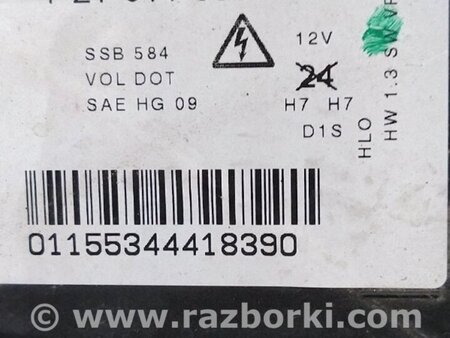 SSB 584
VOL DOT
SAE HG 09
12V
24
H7 H7
D1S
HLO
HW 1.3
01155344418390
© www.razborki.com